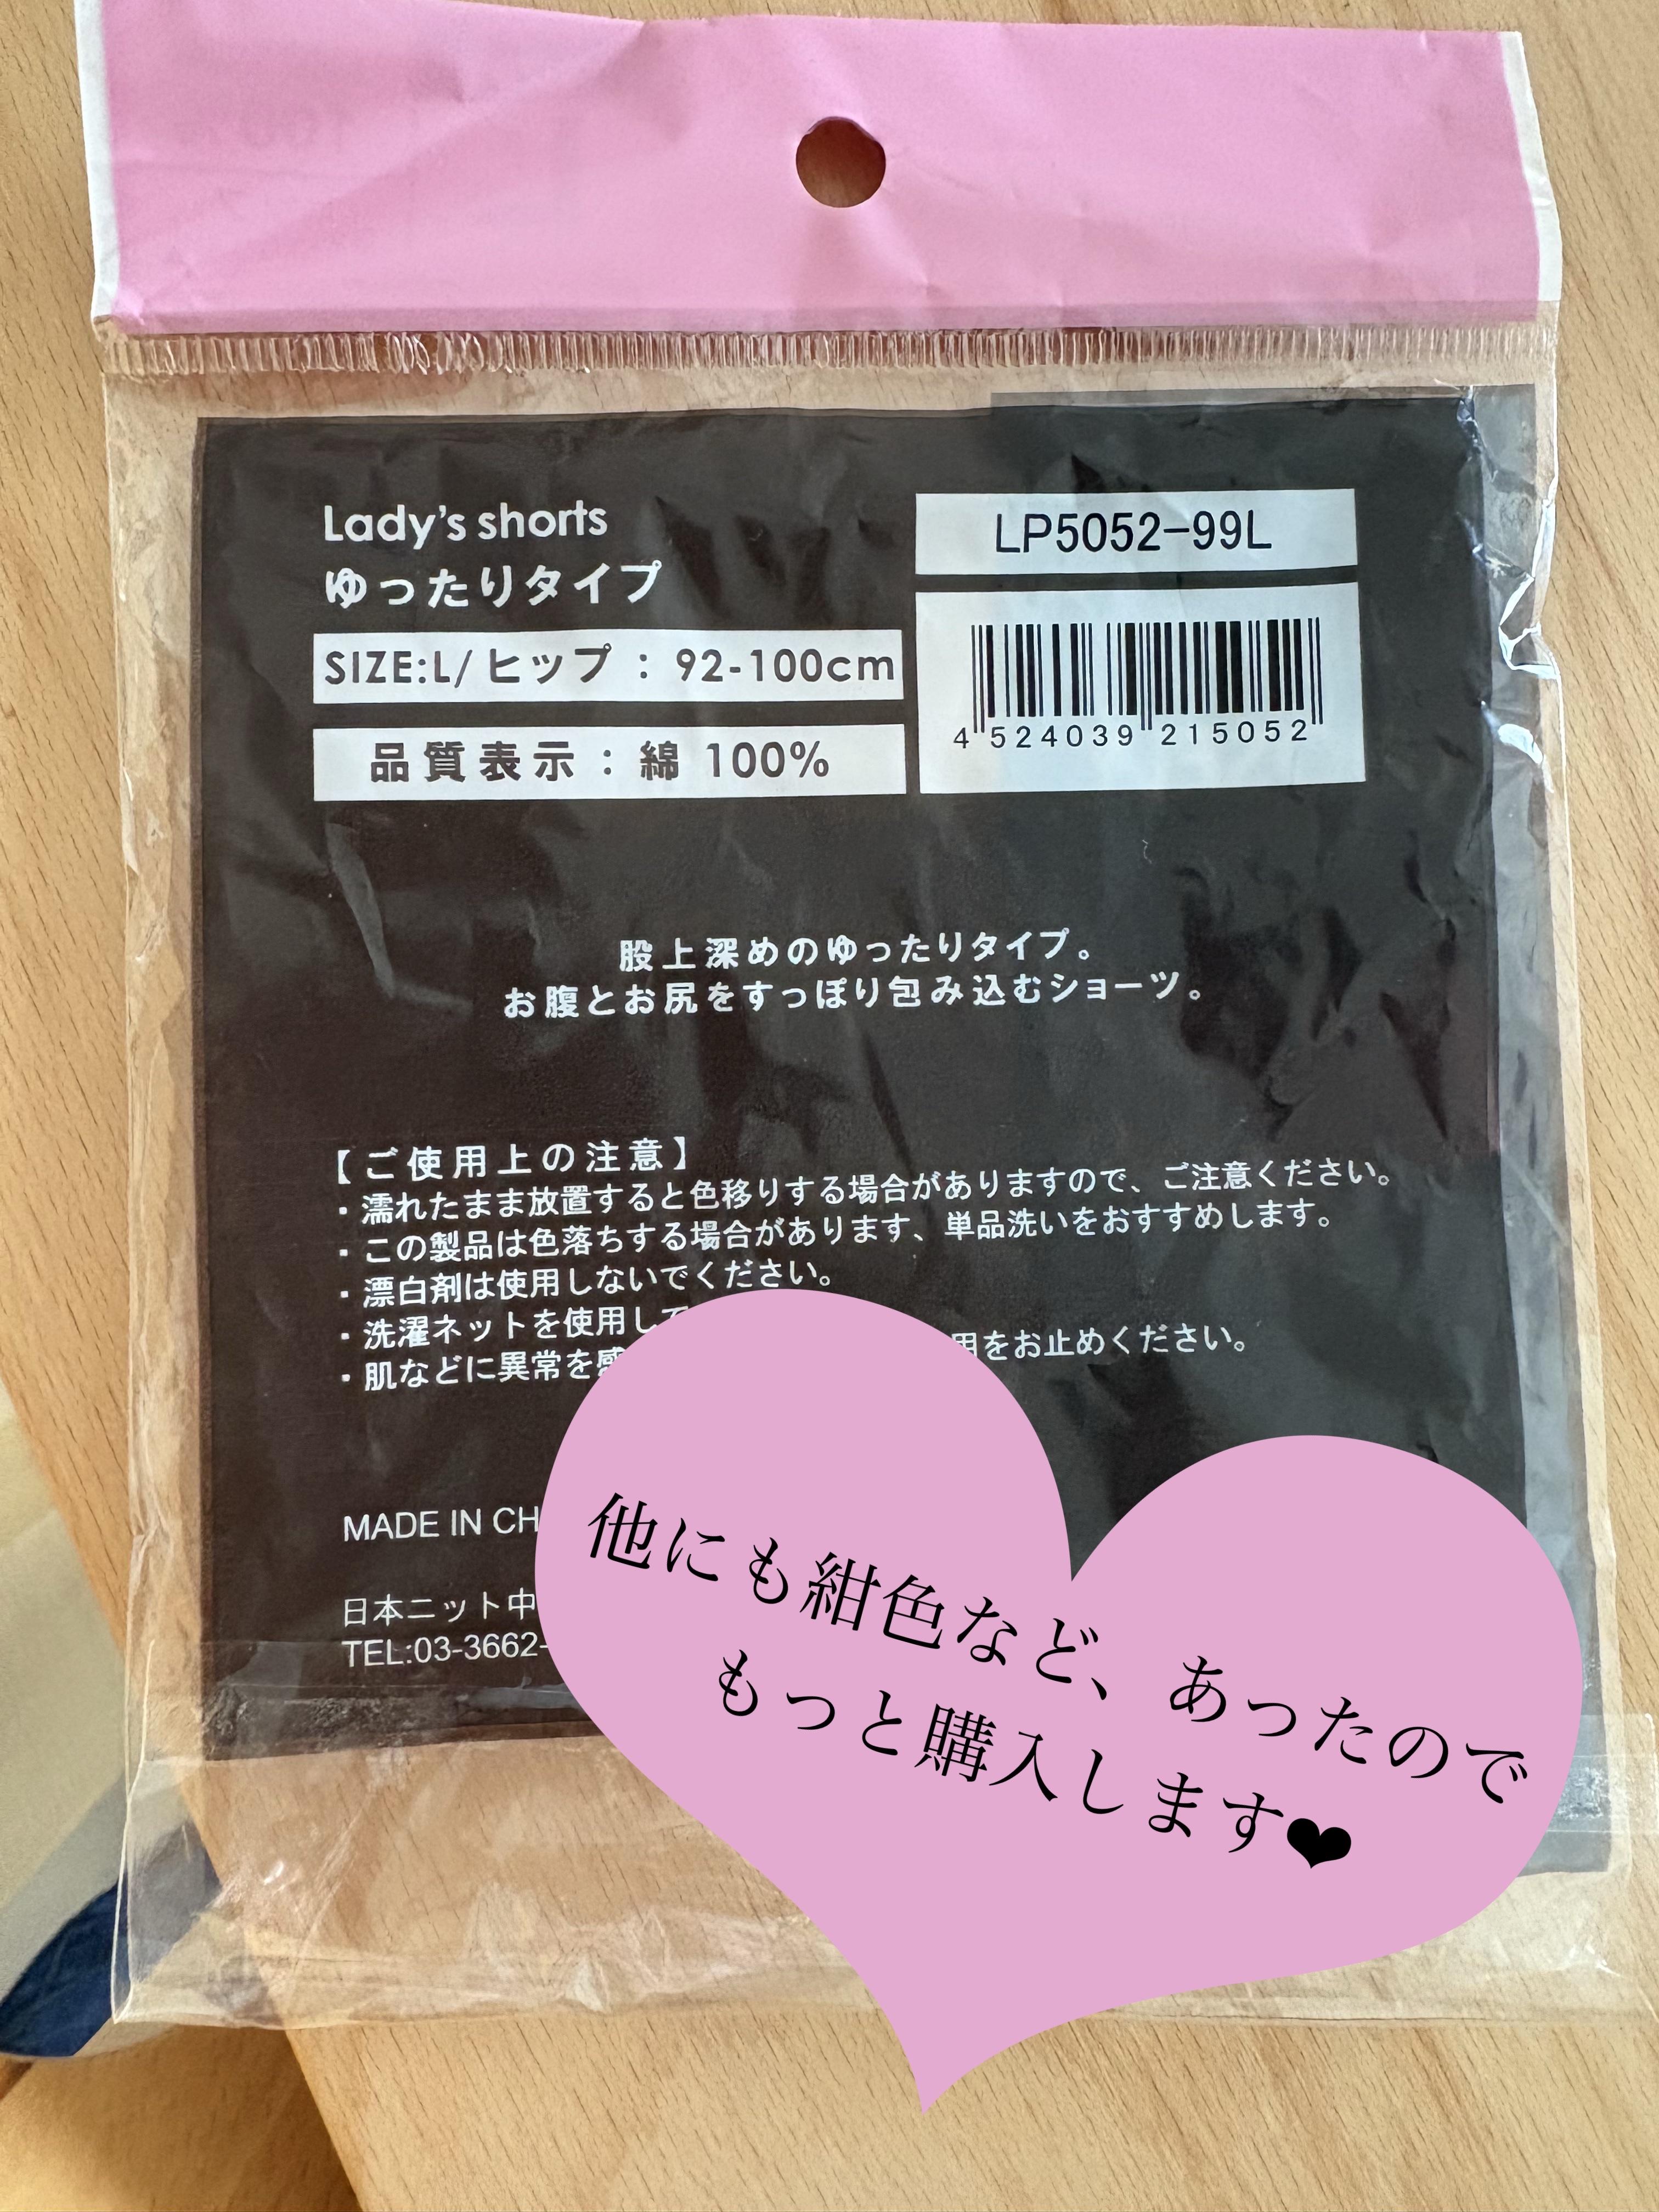 Lady's shorts
ゆったりタイプ
SIZE:L/ヒップ：92-100cm
品質表示：綿 100%
LP5052-99L
4 524039 215052
股上深めのゆったりタイプ。
お腹とお尻をすっぽり包み込むショーツ。
【ご使用上の注意】
・濡れたまま放置すると色移りする場合がありますので、ご注意ください。
・この製品は色落ちする場合があります、単品洗いをおすすめします。
・漂白剤は使用しないでください。
・洗濯ネットを使用して
・肌などに異常を感 用をお止めください。
MADE IN CH
日本ニット中
TEL:03-3662-
他にも紺色など、あったので
もっと購入します❤